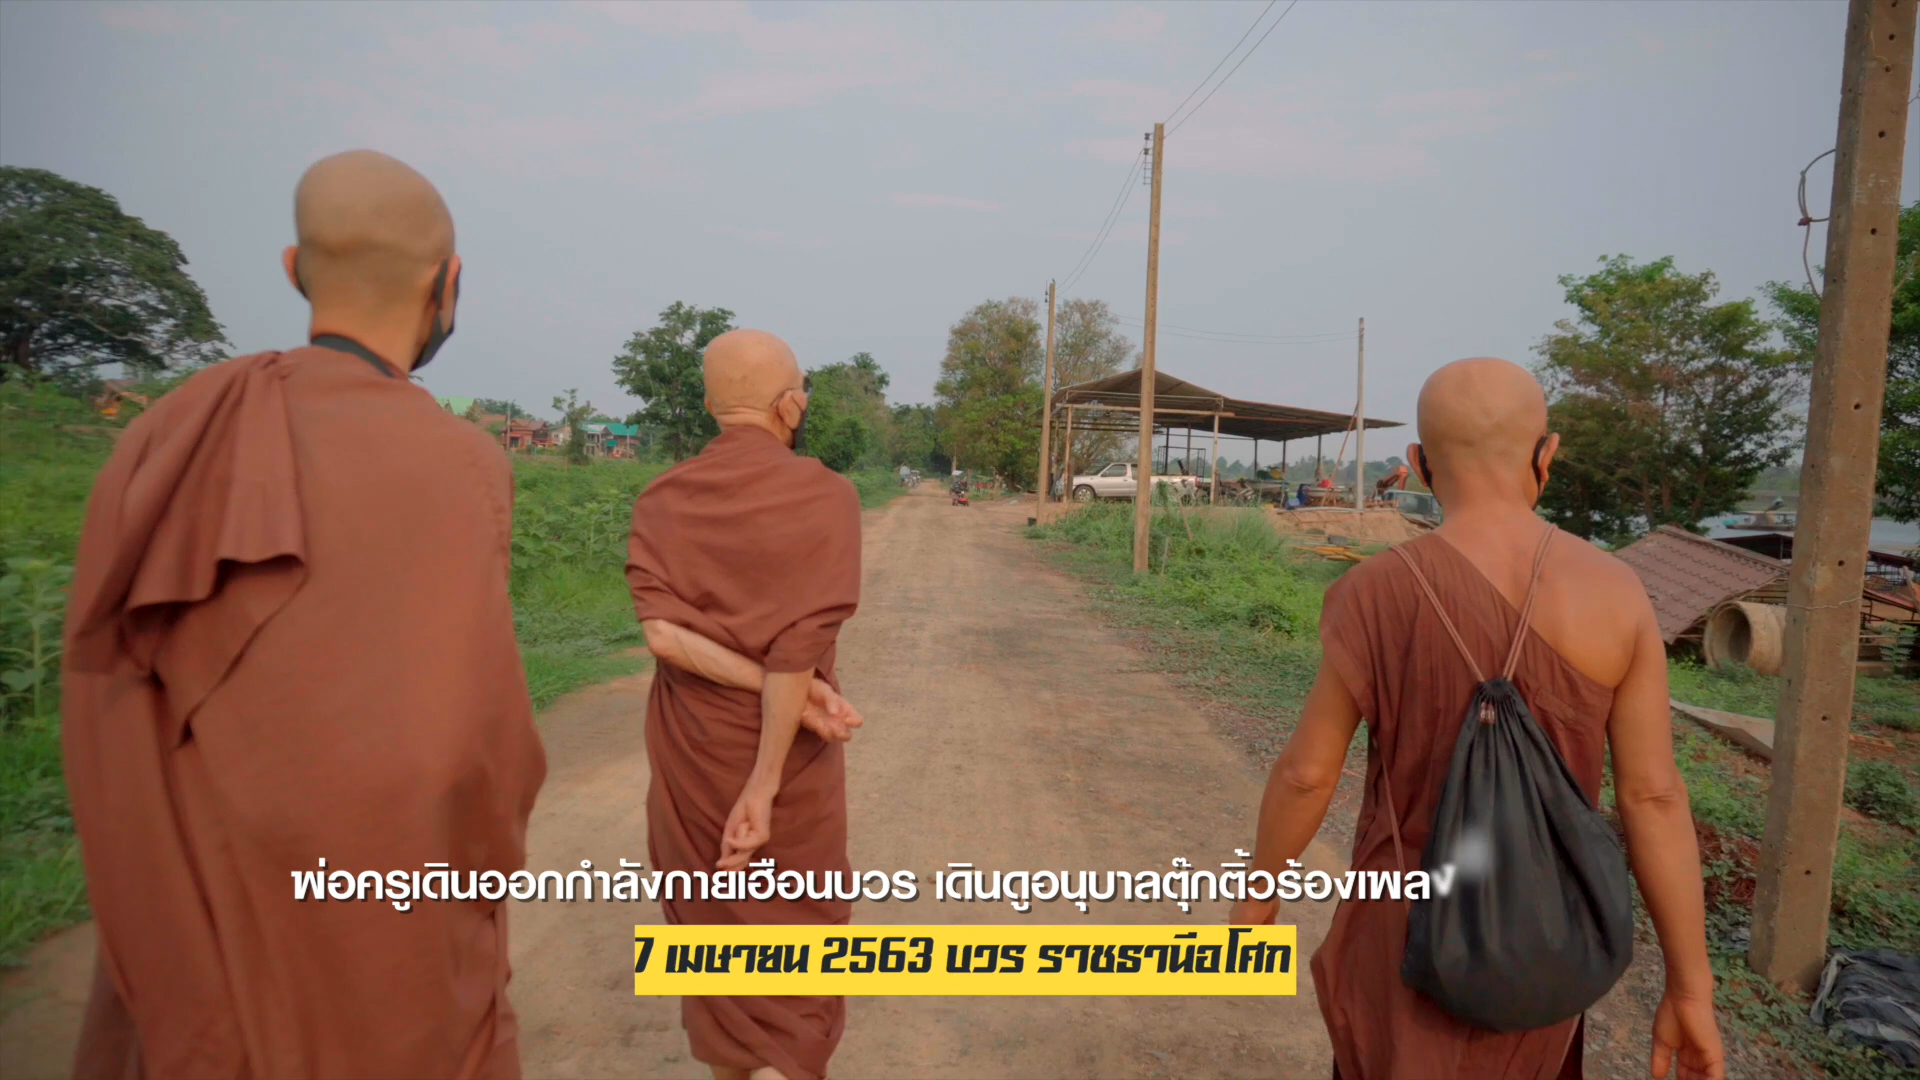 พ่อครูเดินออกกำลังกายเฮือนบวร เดินดูอนุบาลตุ๊กติ้วร้องเพลง
7 เมษายน 2563 บวร ราชธานีอโศก